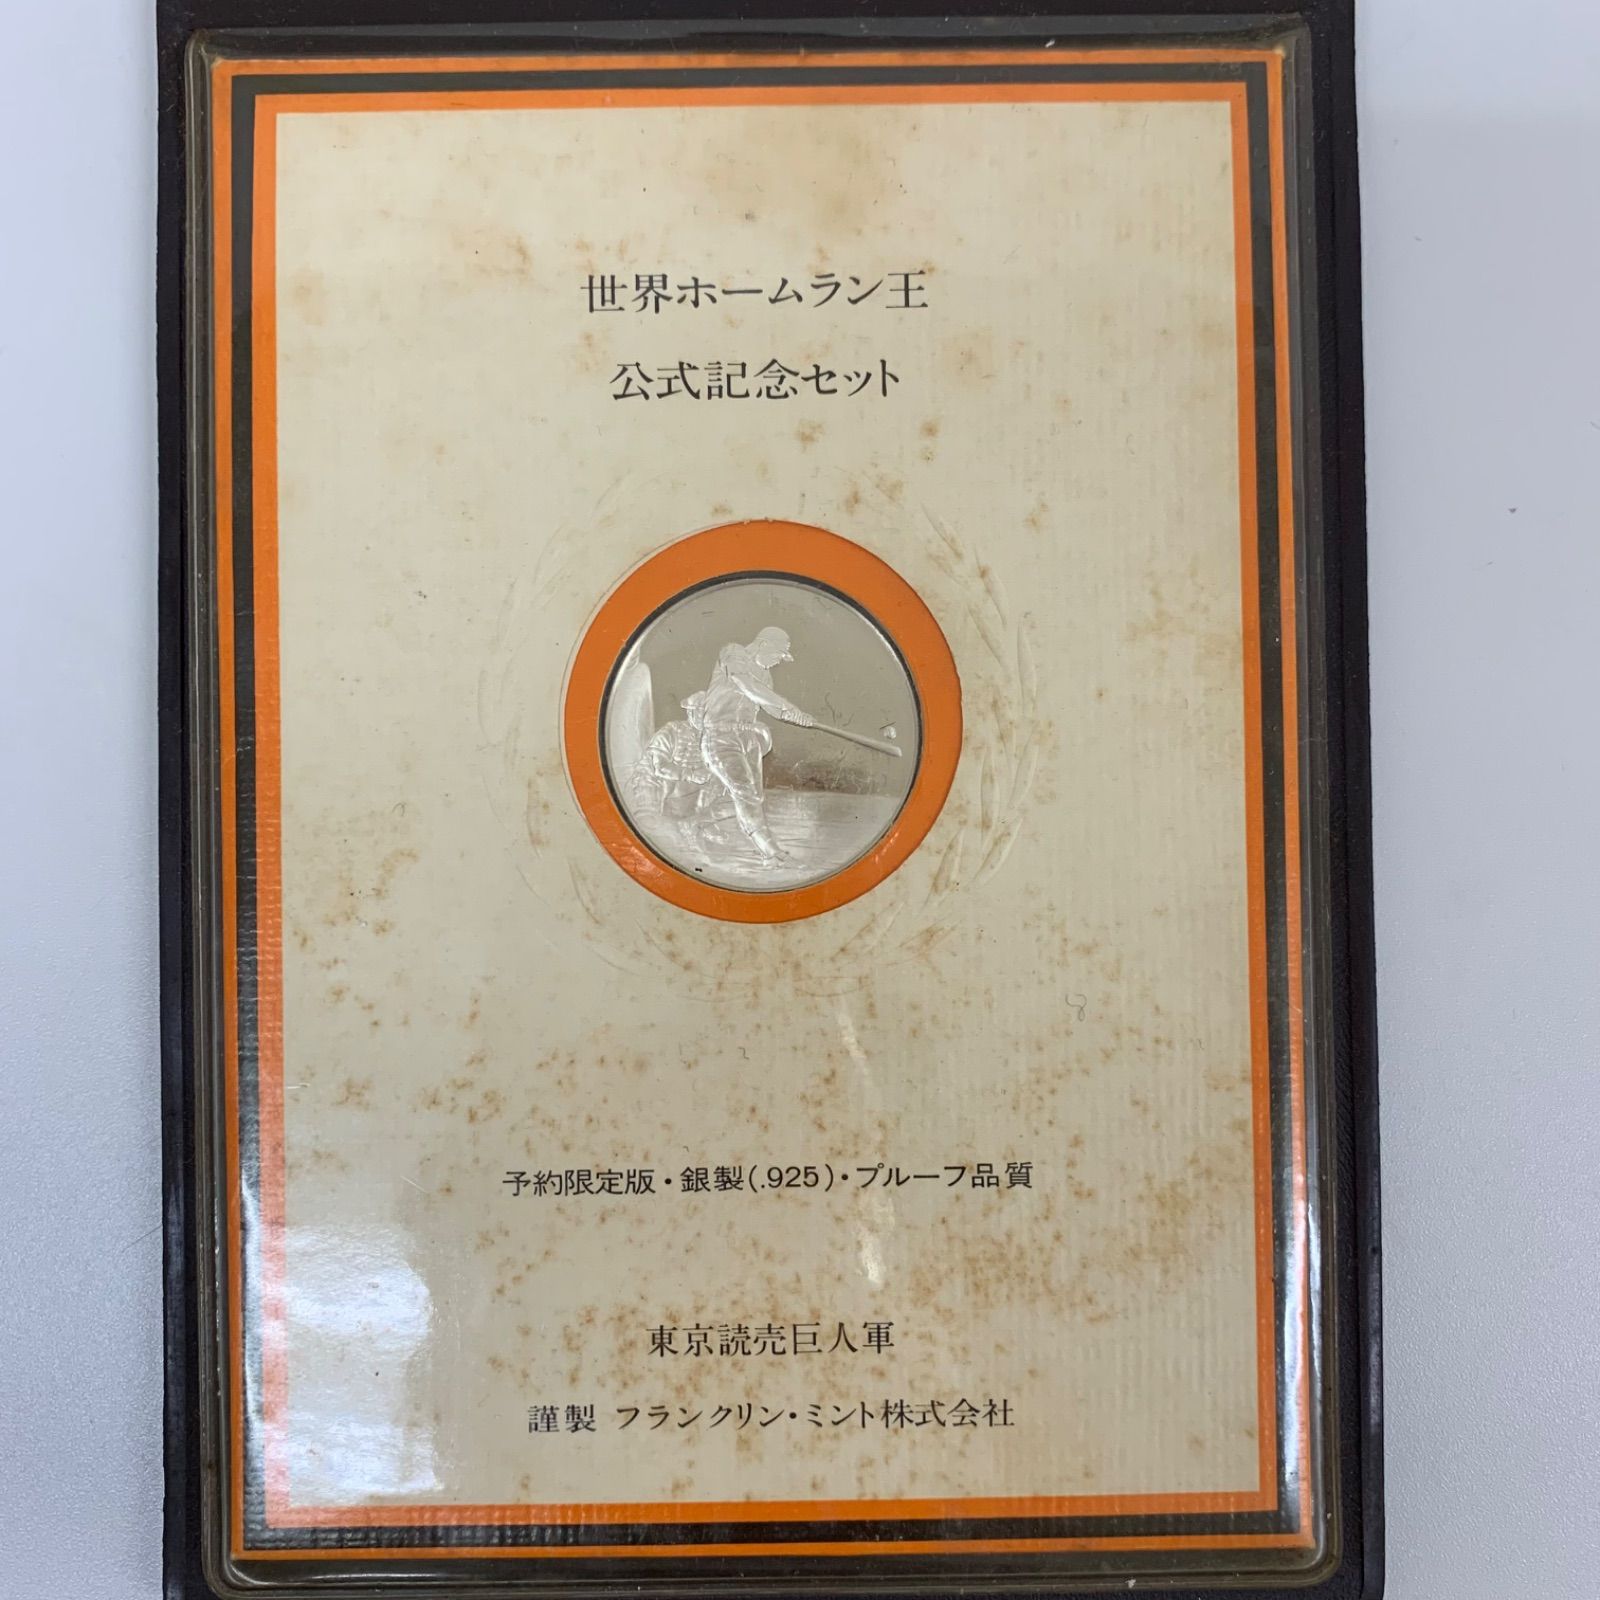 世界ホームラン王
公式記念セット
予約限定版・銀製(.925)・プルーフ品質
東京読売巨人軍
謹製 フランクリン・ミント株式会社